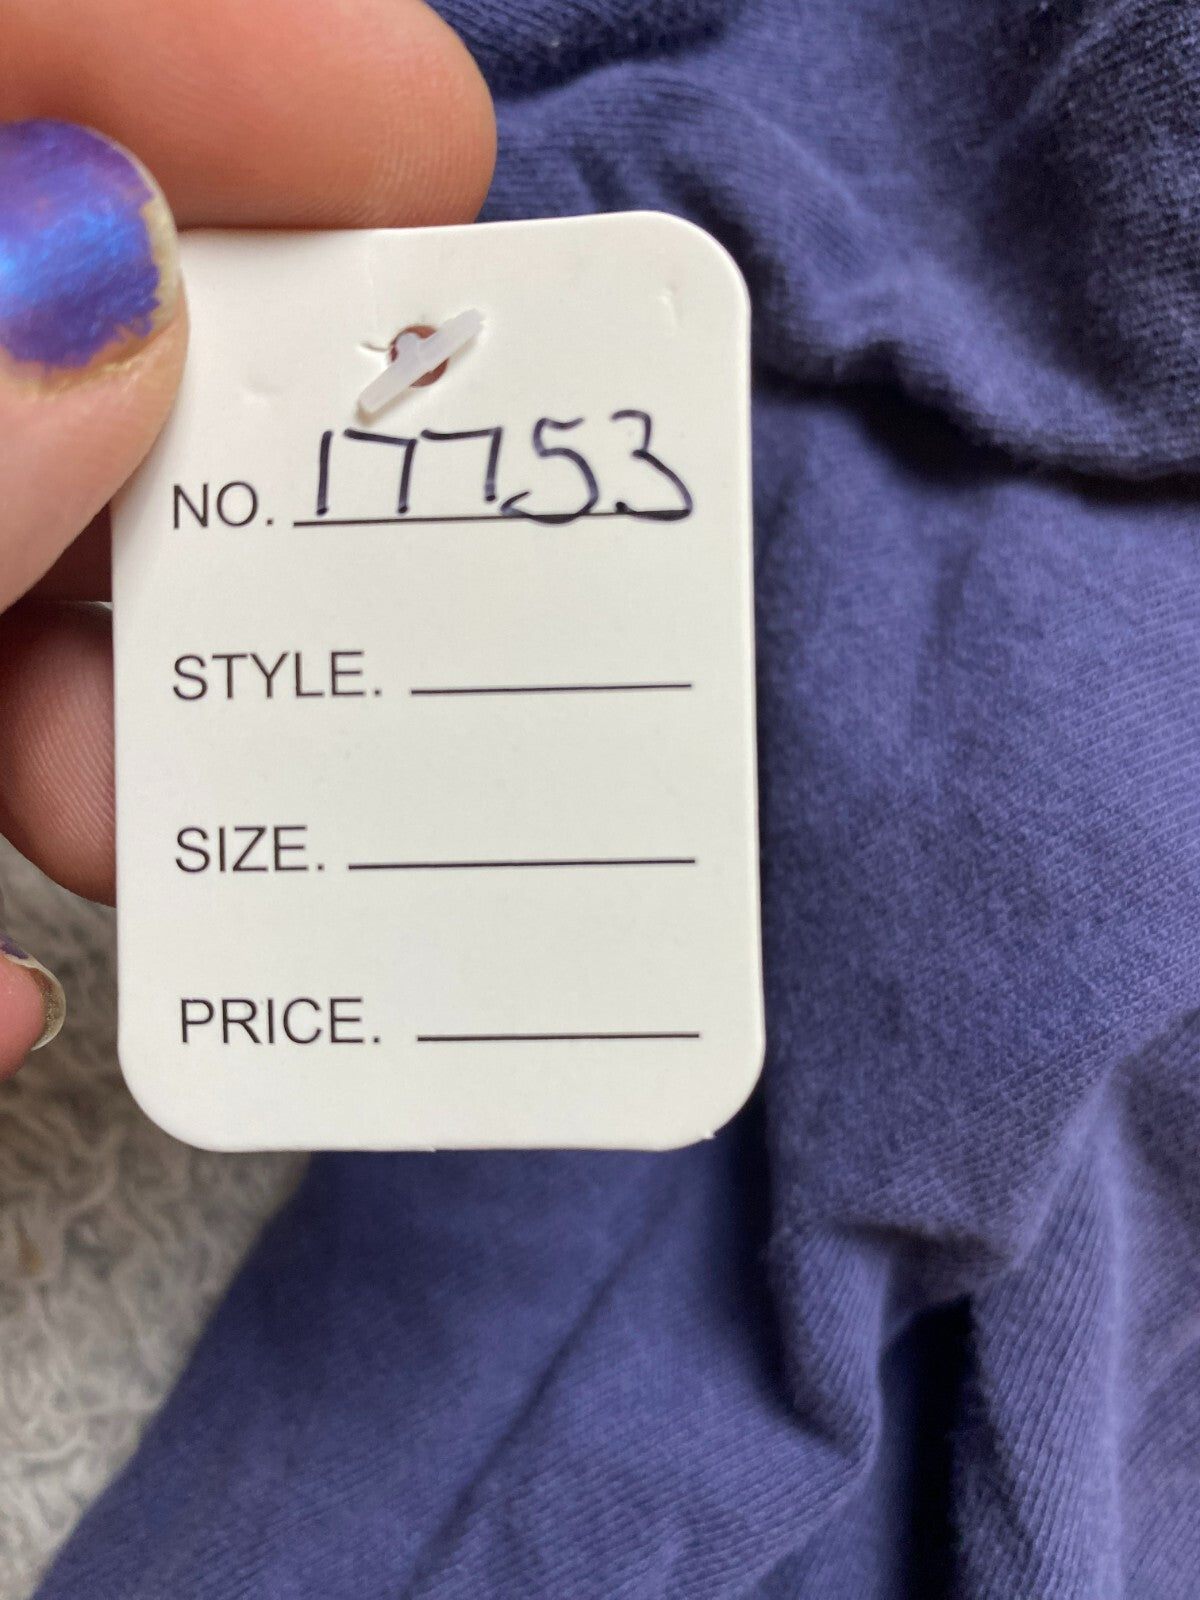 NO. 17753
STYLE.
SIZE.
PRICE.